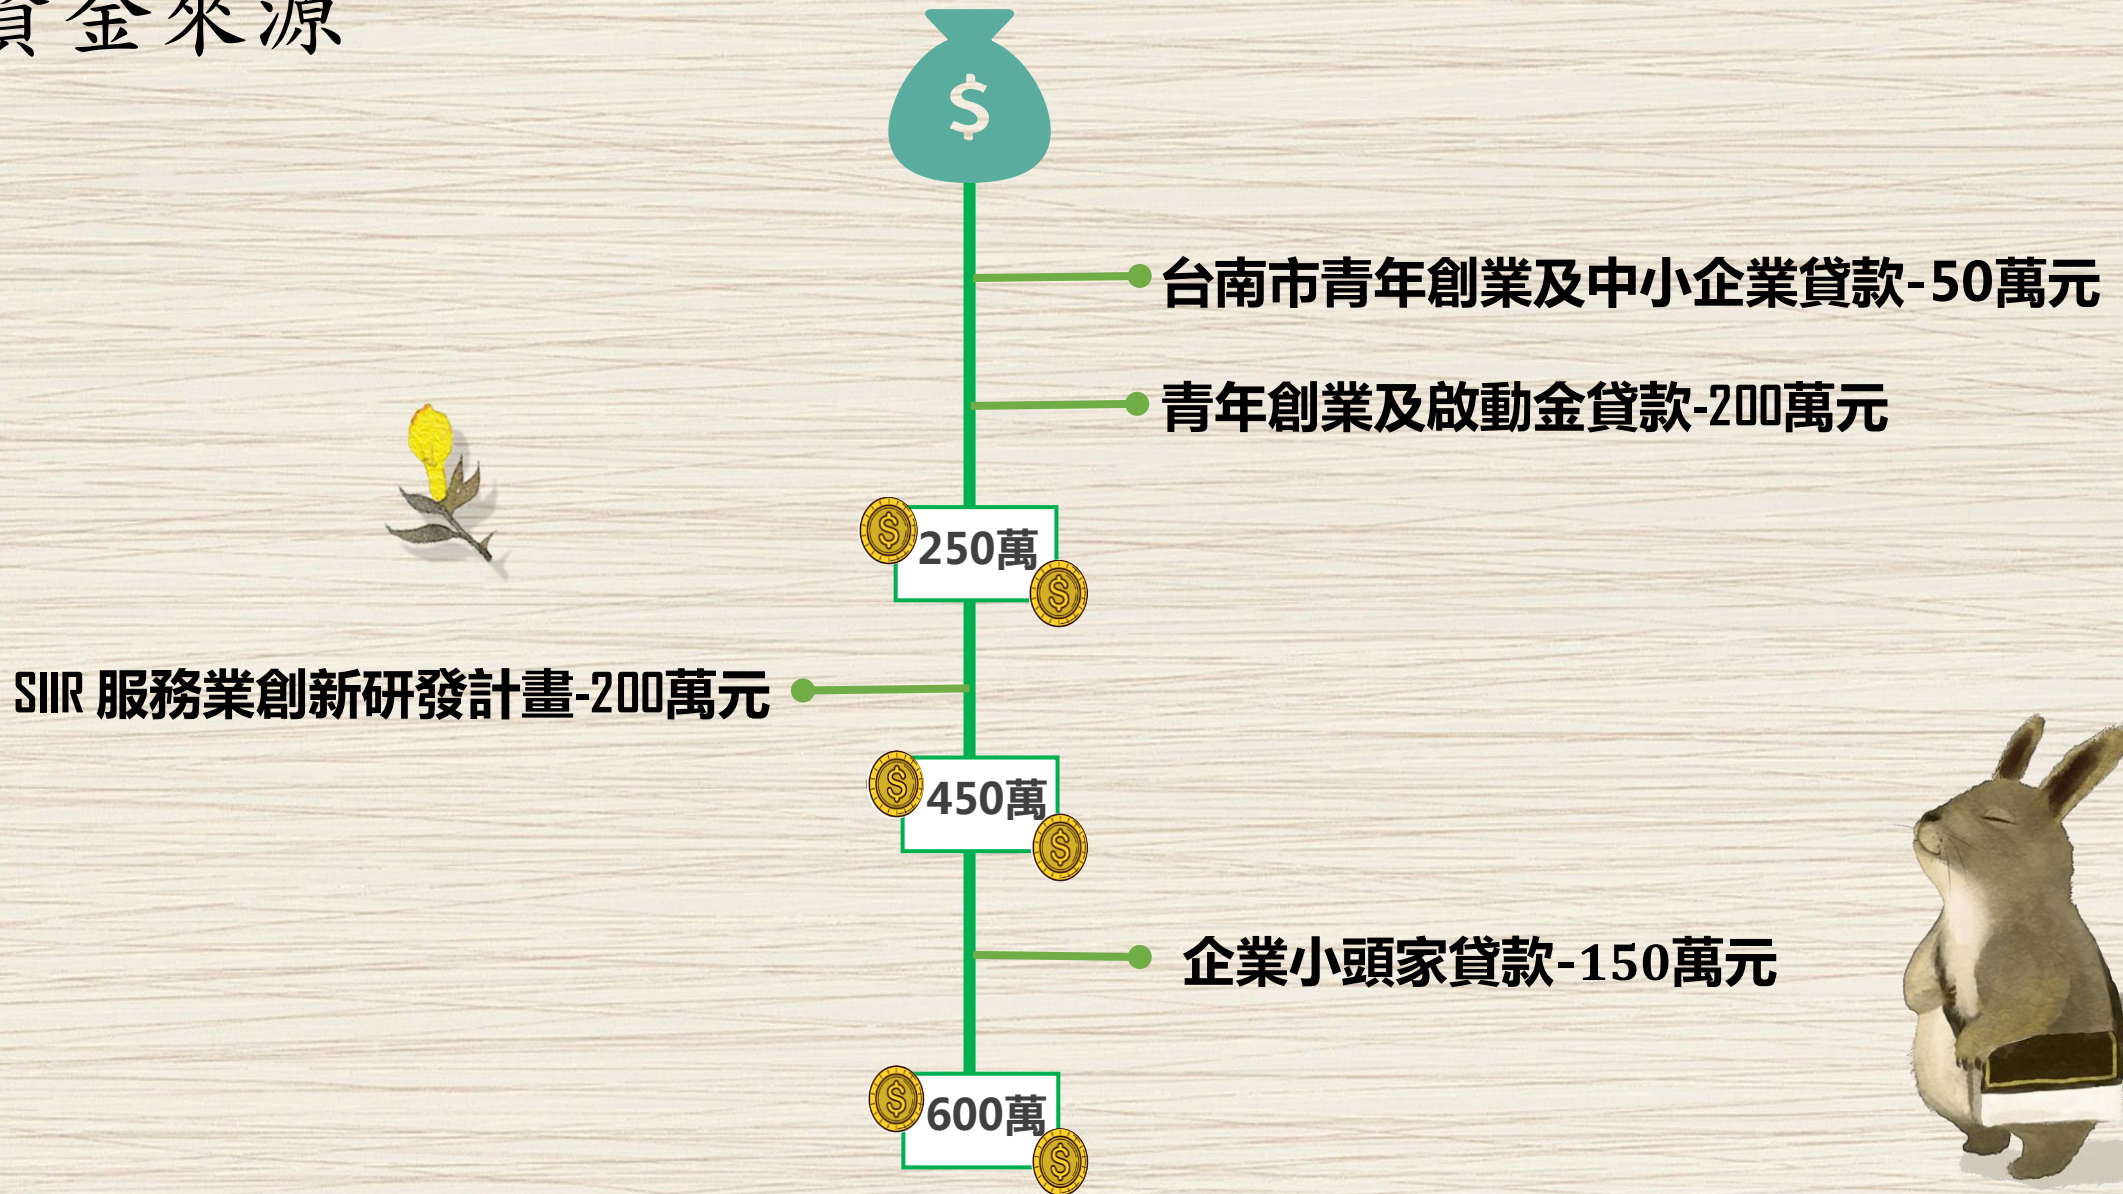 資金來源
台南市青年創業及中小企業貸款-50萬元
青年創業及啟動金貸款-200萬元
250萬
SIIR 服務業創新研發計畫-200萬元
450萬
企業小頭家貸款-150萬元
600萬